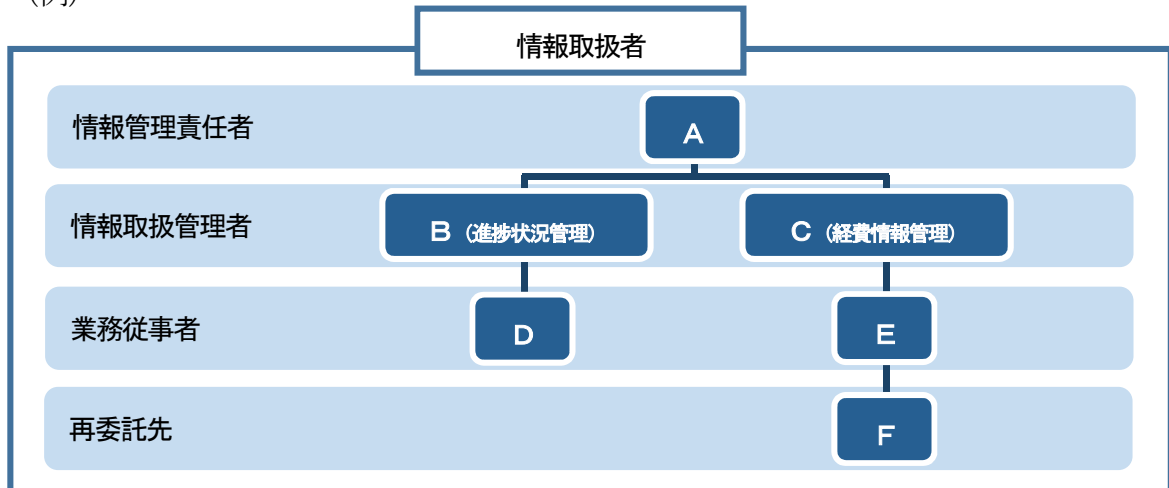 （例）
情報取扱者
情報管理責任者
A
情報取扱管理者
B（進捗状況管理）
C（経費情報管理）
業務従事者
D
E
再委託先
F